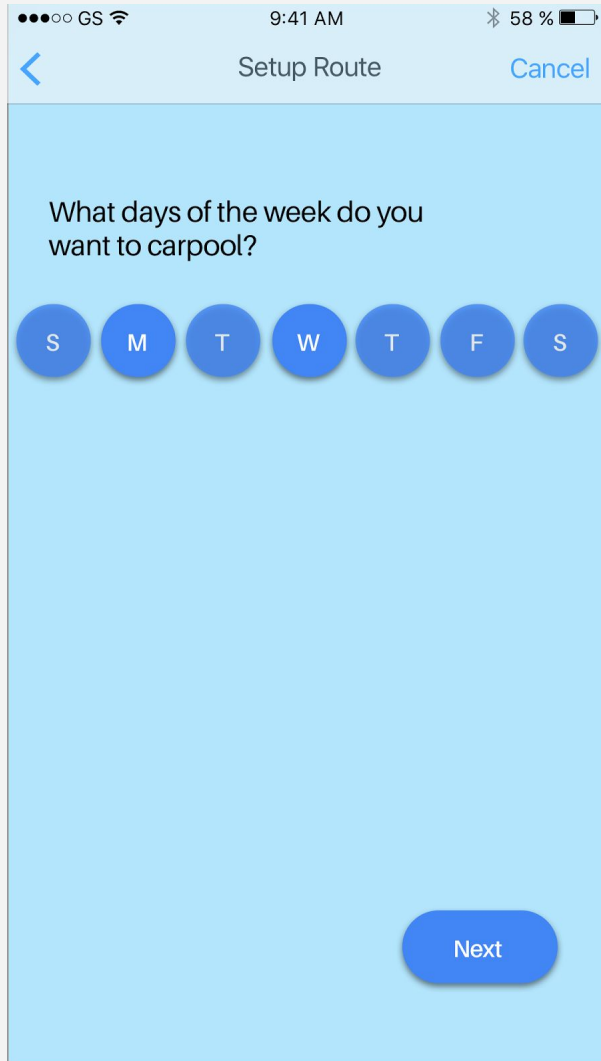 GS 9:41 AM 58 %
Setup Route Cancel
What days of the week do you
want to carpool?
S M T W T F S
Next